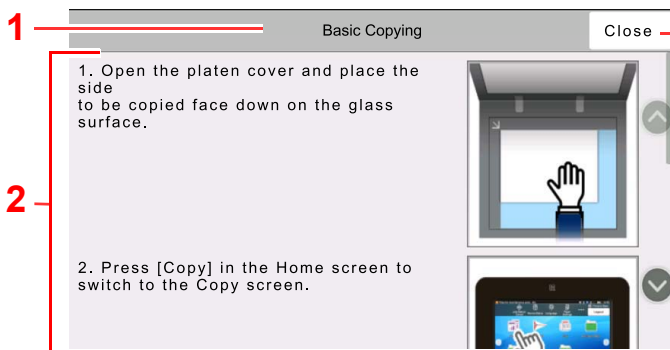 1
Basic Copying
Close
2
1. Open the platen cover and place the
side
to be copied face down on the glass
surface.
2. Press [Copy] in the Home screen to
switch to the Copy screen.